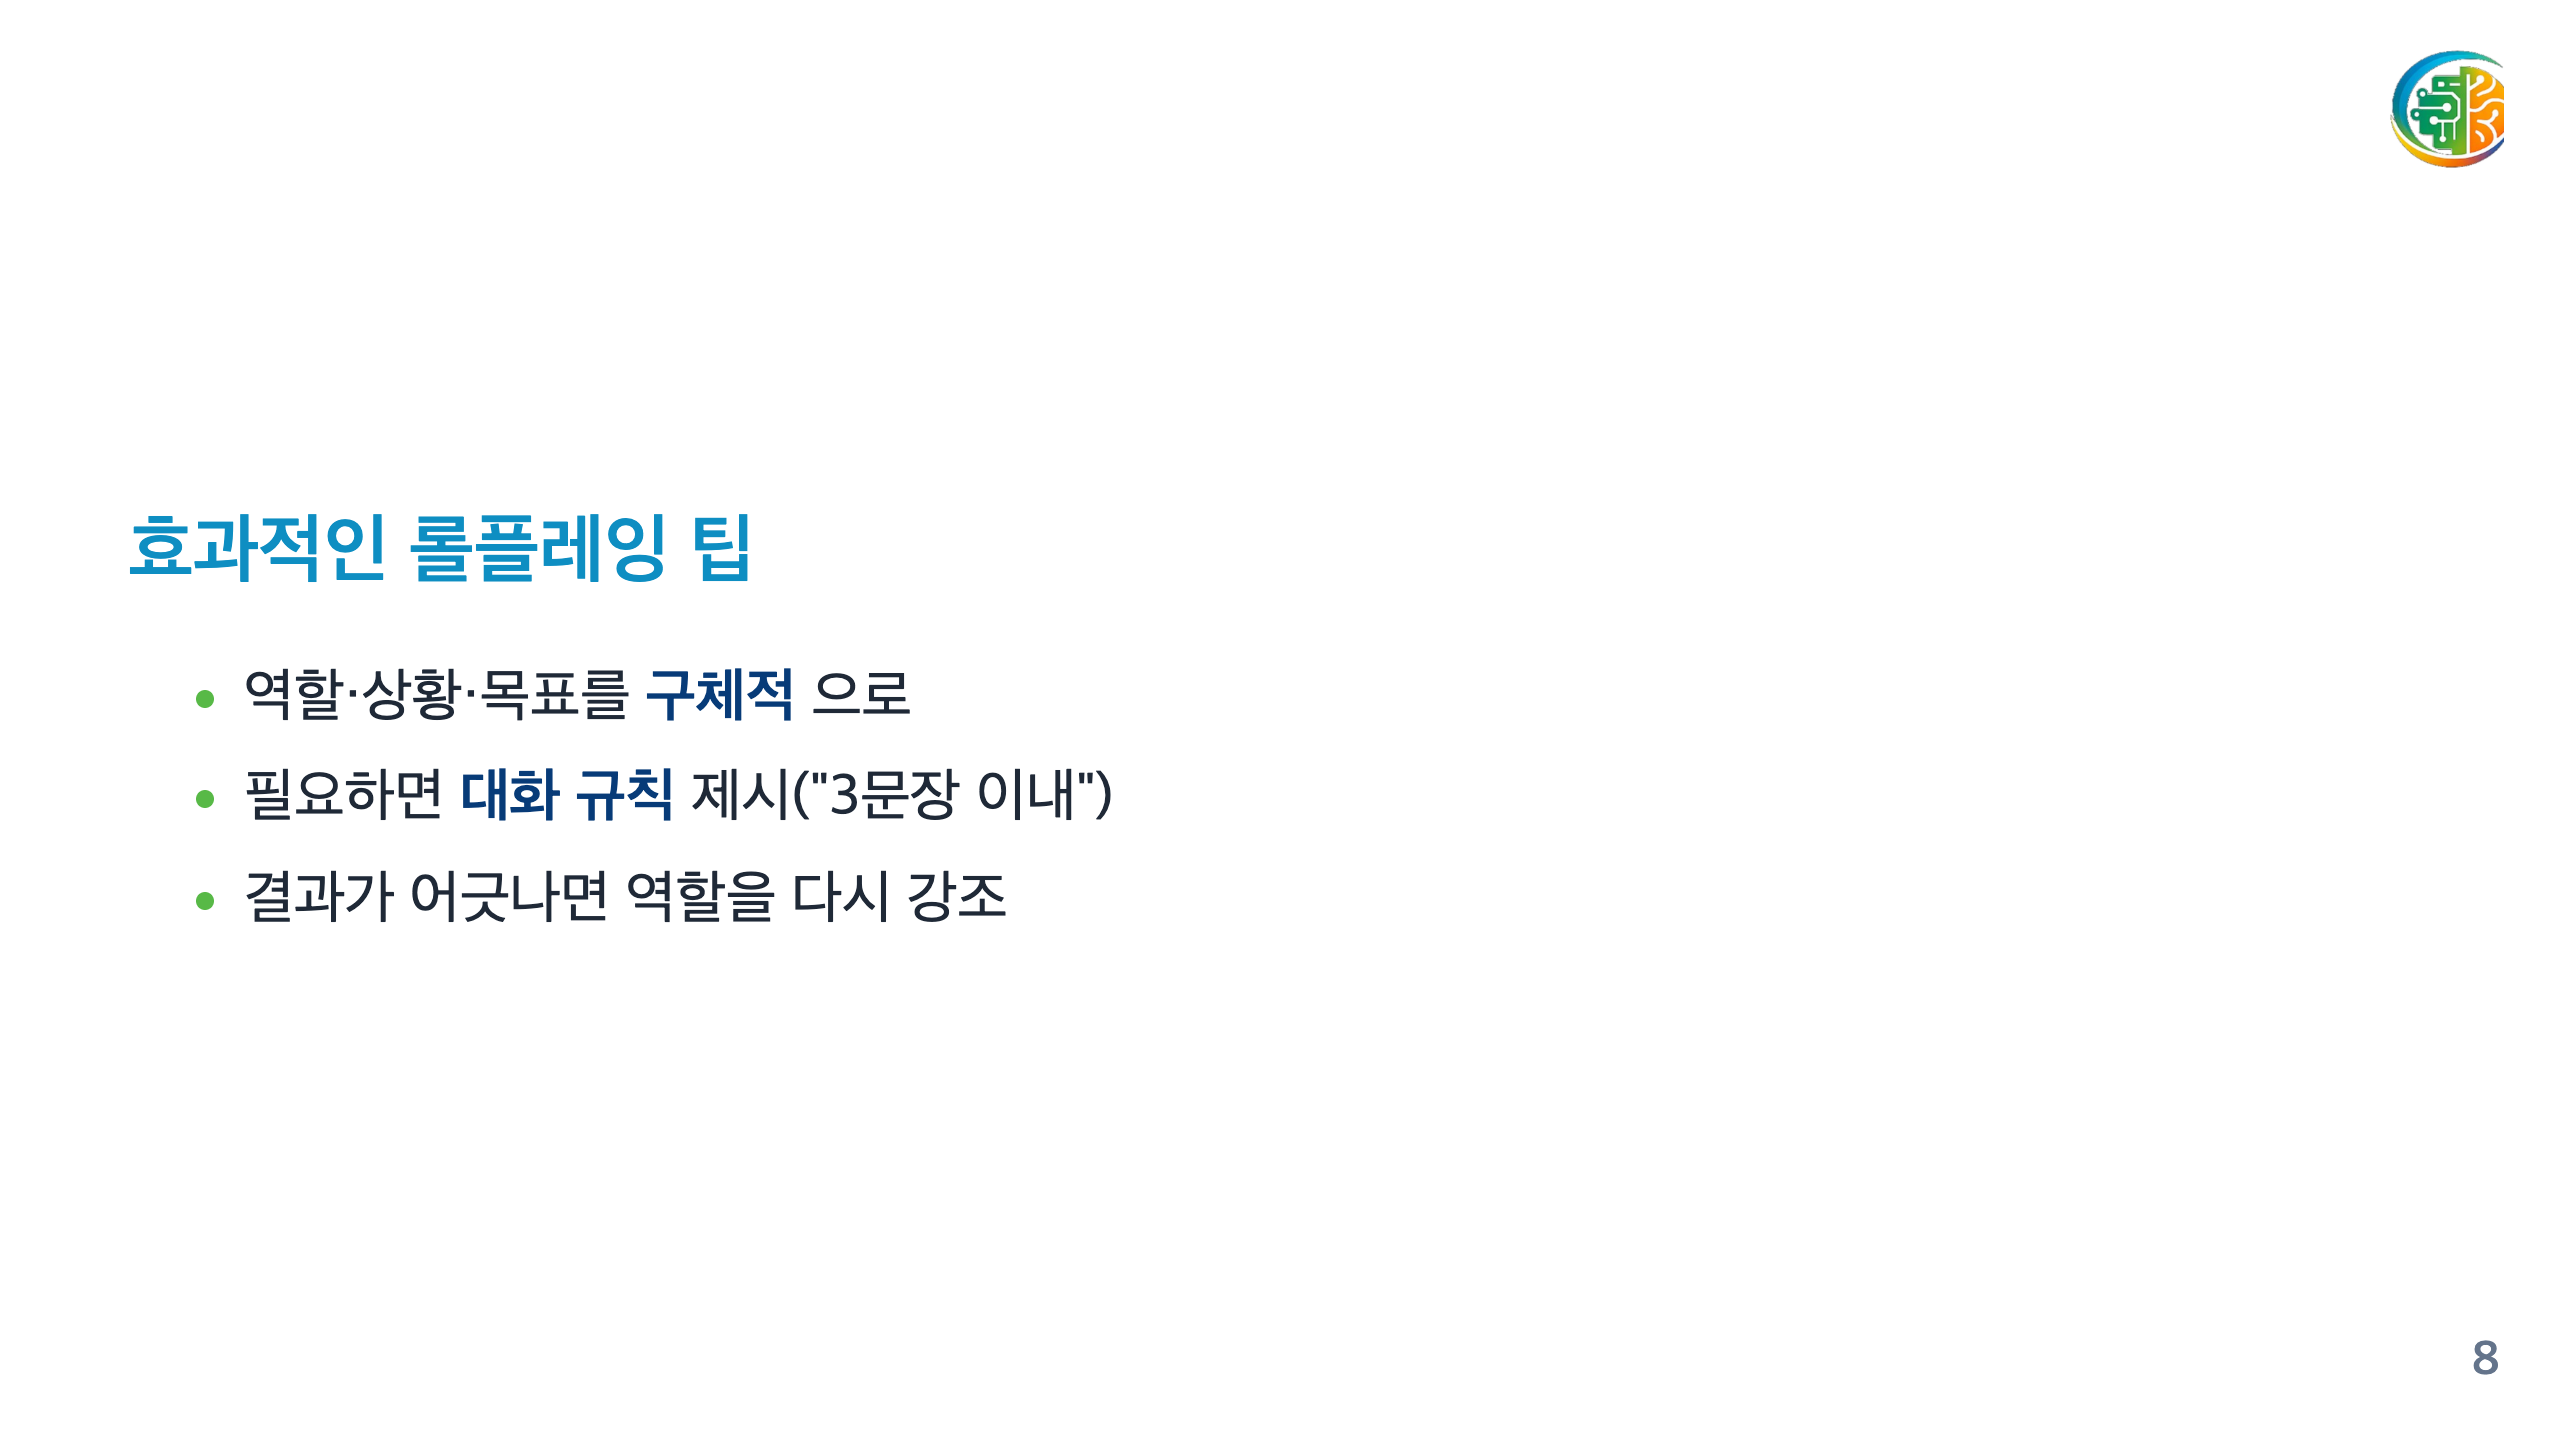 효과적인 롤플레잉 팁
• 역할·상황·목표를 구체적 으로
• 필요하면 대화 규칙 제시("3문장 이내")
• 결과가 어긋나면 역할을 다시 강조
8